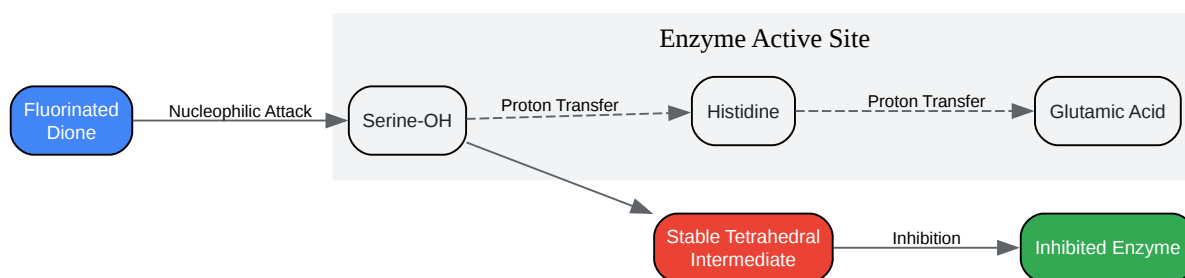 Enzyme Active Site
Fluorinated
Dione
Nucleophilic Attack
Serine-OH
Proton Transfer
Histidine
Proton Transfer
Glutamic Acid
Stable Tetrahedral
Intermediate
Inhibition
Inhibited Enzyme